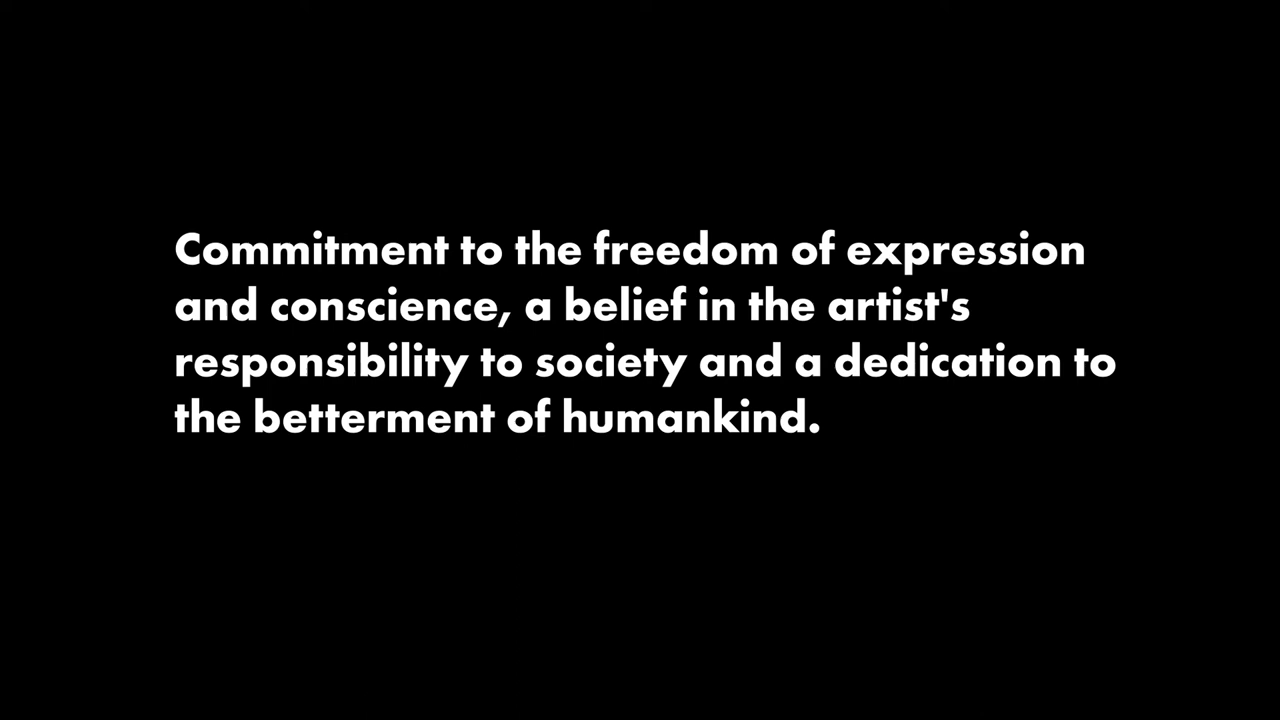 Commitment to the freedom of expression
and conscience, a belief in the artist's
responsibility to society and a dedication to
the betterment of humankind.